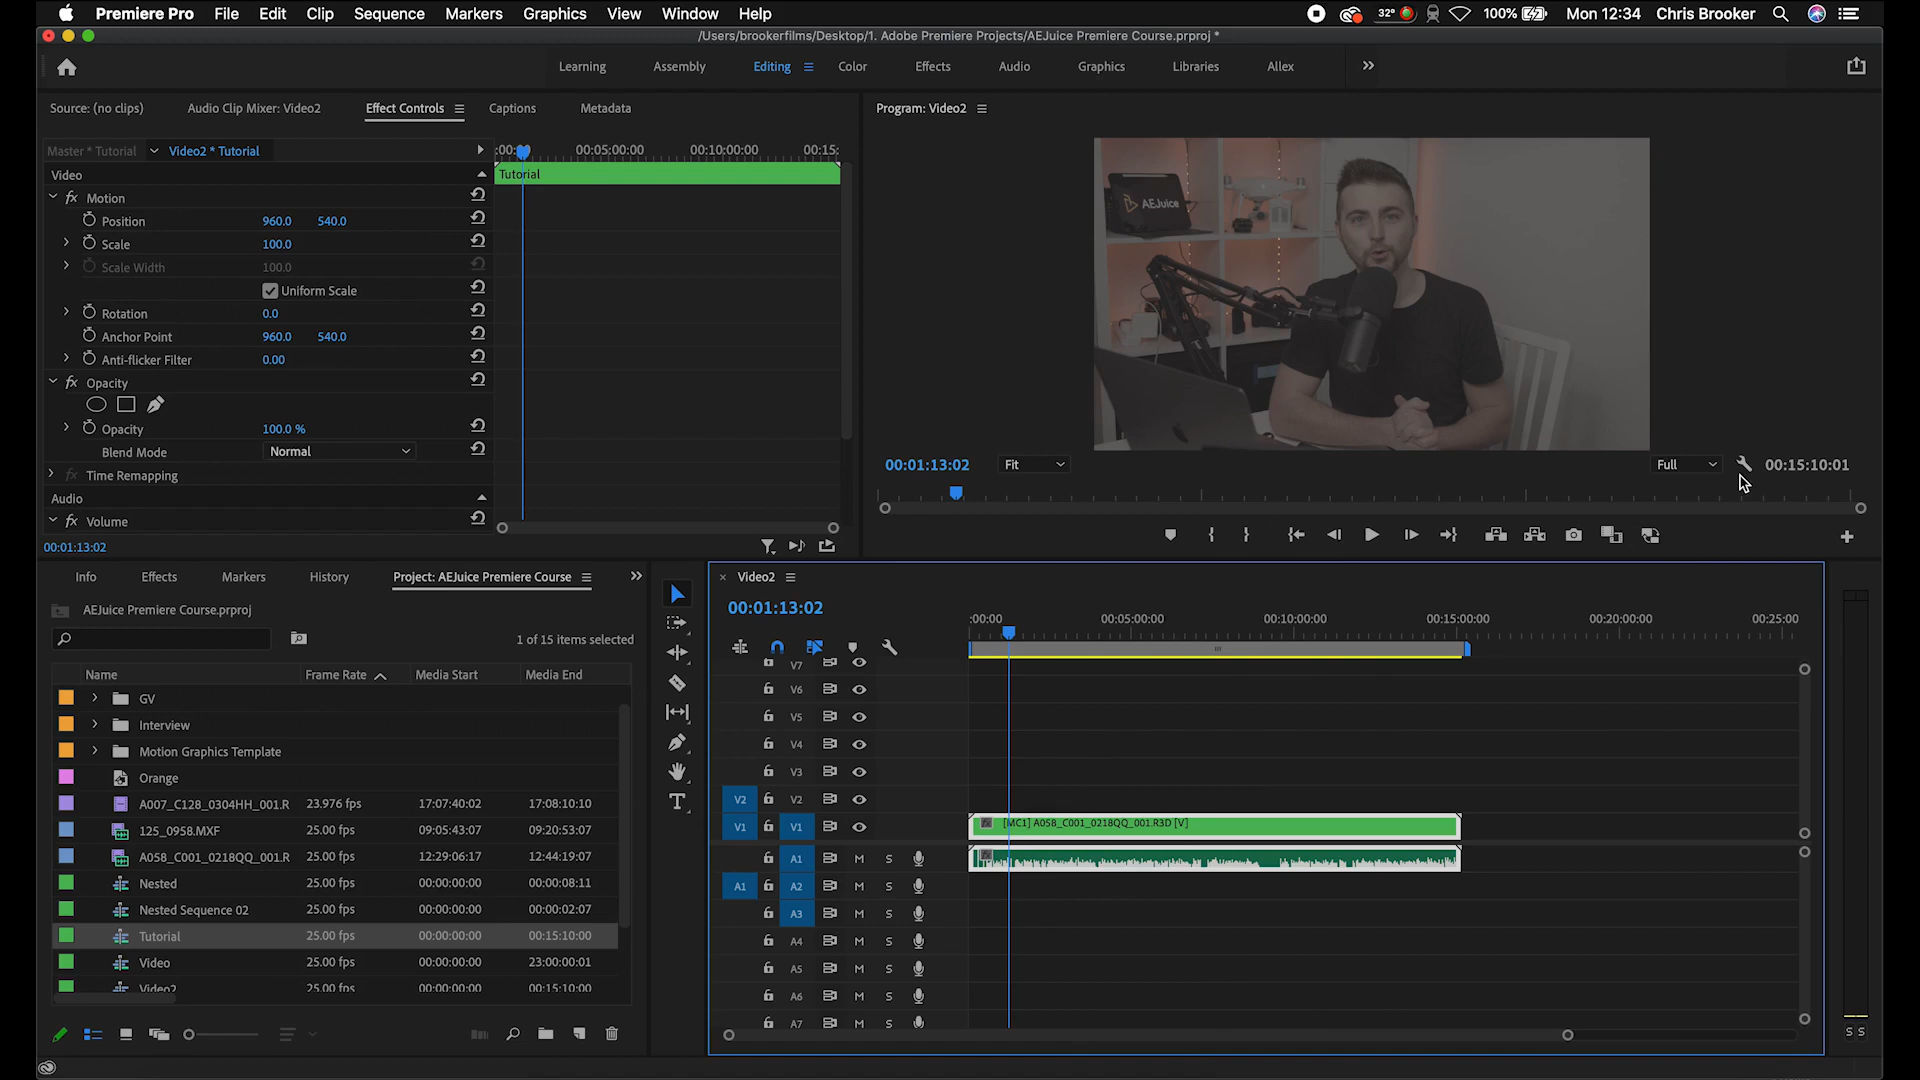 Premiere Pro File Edit Clip Sequence Markers Graphics View Window Help 32° 100% Mon 12:34 Chris Brooker
/Users/brookerfilms/Desktop/1. Adobe Premiere Projects/AEJuice Premiere Course.prproj *
Learning Assembly Editing Color Effects Audio Graphics Libraries Allex
Source: (no clips) Audio Clip Mixer: Video2 Effect Controls Captions Metadata
Program: Video2
Master * Tutorial Video2 * Tutorial
:00:00 00:05:00:00 00:10:00:00 00:15:
Video
Tutorial
Motion
Position 960.0 540.0
Scale 100.0
Scale Width 100.0
Uniform Scale
Rotation 0.0
Anchor Point 960.0 540.0
Anti-flicker Filter 0.00
Opacity
Opacity 100.0 %
Blend Mode Normal
Time Remapping
Audio
Volume
00:01:13:02
AEJuice
00:01:13:02 Fit Full 00:15:10:01
Info Effects Markers History Project: AEJuice Premiere Course
AEJuice Premiere Course.prproj
1 of 15 items selected
Name Frame Rate Media Start Media End
GV
Interview
Motion Graphics Template
Orange
A007_C128_0304HH_001.R 23.976 fps 17:07:40:02 17:08:10:10
125_0958.MXF 25.00 fps 09:05:43:07 09:20:53:07
A058_C001_0218QQ_001.R 25.00 fps 12:29:06:17 12:44:19:07
Nested 25.00 fps 00:00:00:00 00:00:08:11
Nested Sequence 02 25.00 fps 00:00:00:00 00:00:02:07
Tutorial 25.00 fps 00:00:00:00 00:15:10:00
Video 25.00 fps 00:00:00:00 23:00:00:01
Video2 25.00 fps 00:00:00:00 00:15:10:00
Video2
00:01:13:02
:00:00 00:05:00:00 00:10:00:00 00:15:00:00 00:20:00:00 00:25:00
V7
V6
V5
V4
V3
V2 V2
V1 V1 [MC1] A058_C001_0218QQ_001.R3D [V]
A1 M S
A1 A2 M S
A3 M S
A4 M S
A5 M S
A6 M S
A7 M S
S S